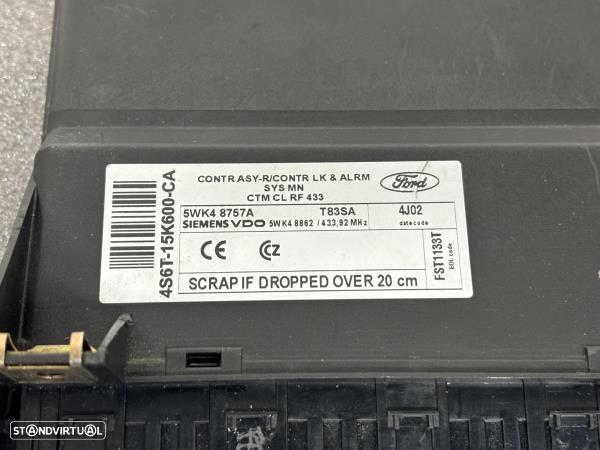 4S6T-15K600-CA
CONTR ASY-R/CONTR LK & ALRM
SYS MN
CTM CL RF 433
Ford
5WK4 8757A T83SA 4J02
SIEMENS VDO 5WK4 8862 / 433,92 MHz date code
CE CZ
FST1133T
EOL code
SCRAP IF DROPPED OVER 20 cm
STANDVIRTUAL